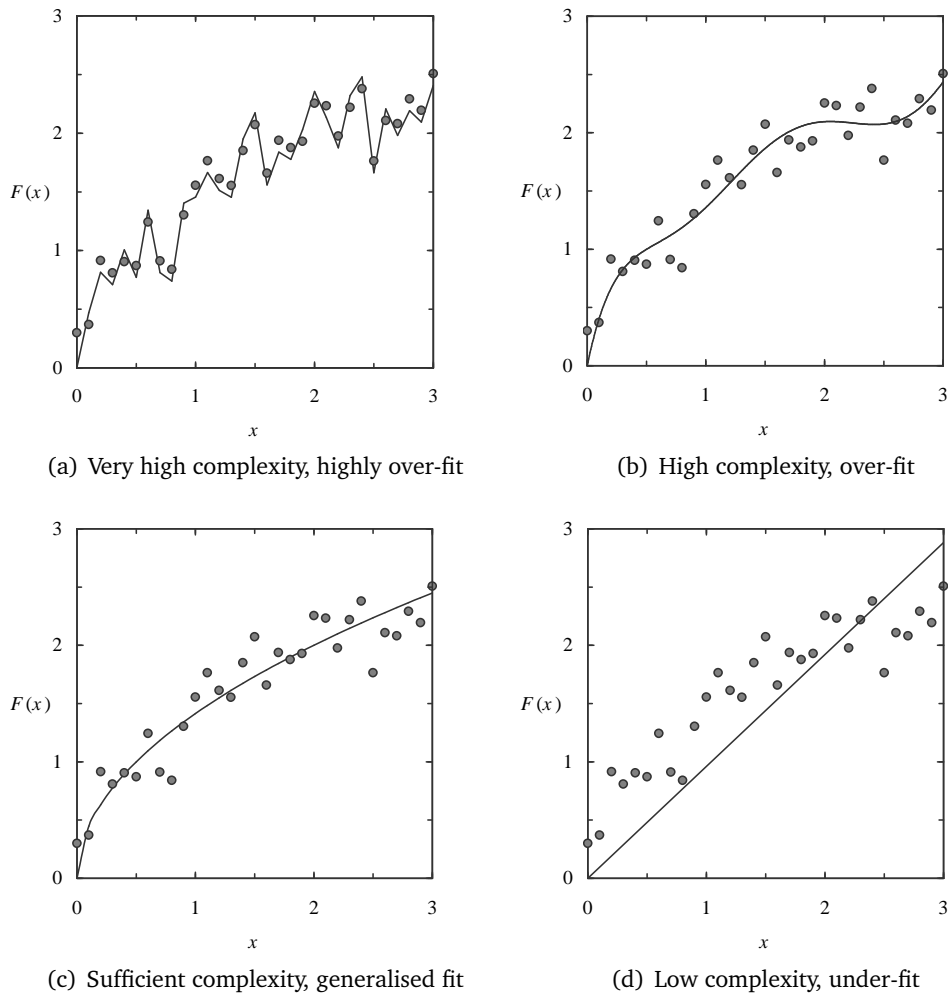 3
2
F(x)
1
0
0 1 2 3
x
(a) Very high complexity, highly over-fit
3
2
F(x)
1
0
0 1 2 3
x
(b) High complexity, over-fit
3
2
F(x)
1
0
0 1 2 3
x
(c) Sufficient complexity, generalised fit
3
2
F(x)
1
0
0 1 2 3
x
(d) Low complexity, under-fit